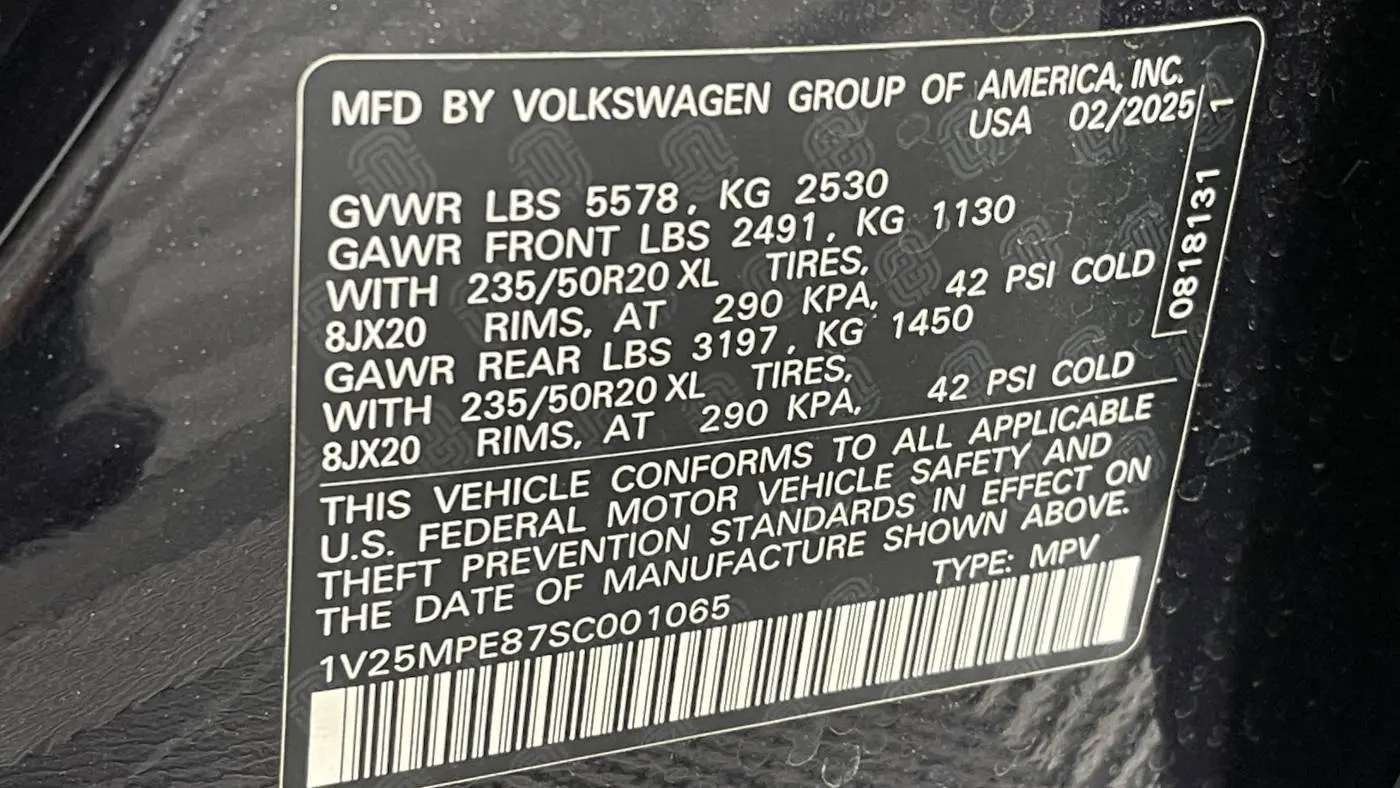 MFD BY VOLKSWAGEN GROUP OF AMERICA, INC.
USA 02/2025
GVWR LBS 5578, KG 2530
GAWR FRONT LBS 2491, KG 1130
WITH 235/50R20 XL TIRES,
8JX20 RIMS, AT 290 KPA, 42 PSI COLD
GAWR REAR LBS 3197, KG 1450
WITH 235/50R20 XL TIRES,
8JX20 RIMS, AT 290 KPA, 42 PSI COLD
THIS VEHICLE CONFORMS TO ALL APPLICABLE
U.S. FEDERAL MOTOR VEHICLE SAFETY AND
THEFT PREVENTION STANDARDS IN EFFECT ON
THE DATE OF MANUFACTURE SHOWN ABOVE.
TYPE: MPV
1V25MPE87SC001065
0818131 1